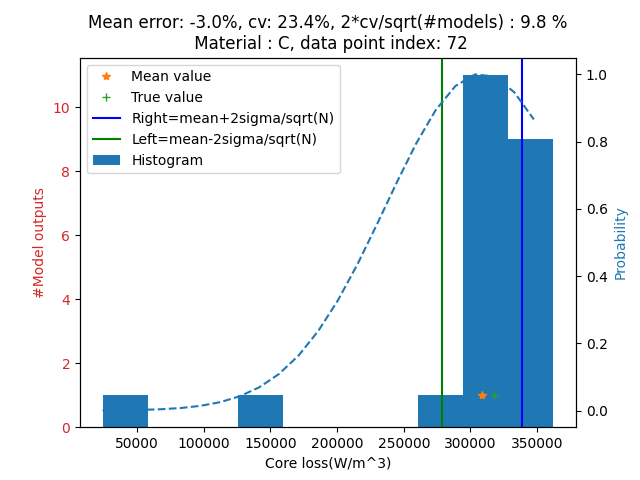 Mean error: -3.0%, cv: 23.4%, 2*cv/sqrt(#models) : 9.8 %
Material : C, data point index: 72
Mean value
True value
Right=mean+2sigma/sqrt(N)
Left=mean-2sigma/sqrt(N)
Histogram
#Model outputs
10
8
6
4
2
0
1.0
0.8
0.6
0.4
0.2
0.0
Probability
50000 100000 150000 200000 250000 300000 350000
Core loss(W/m^3)